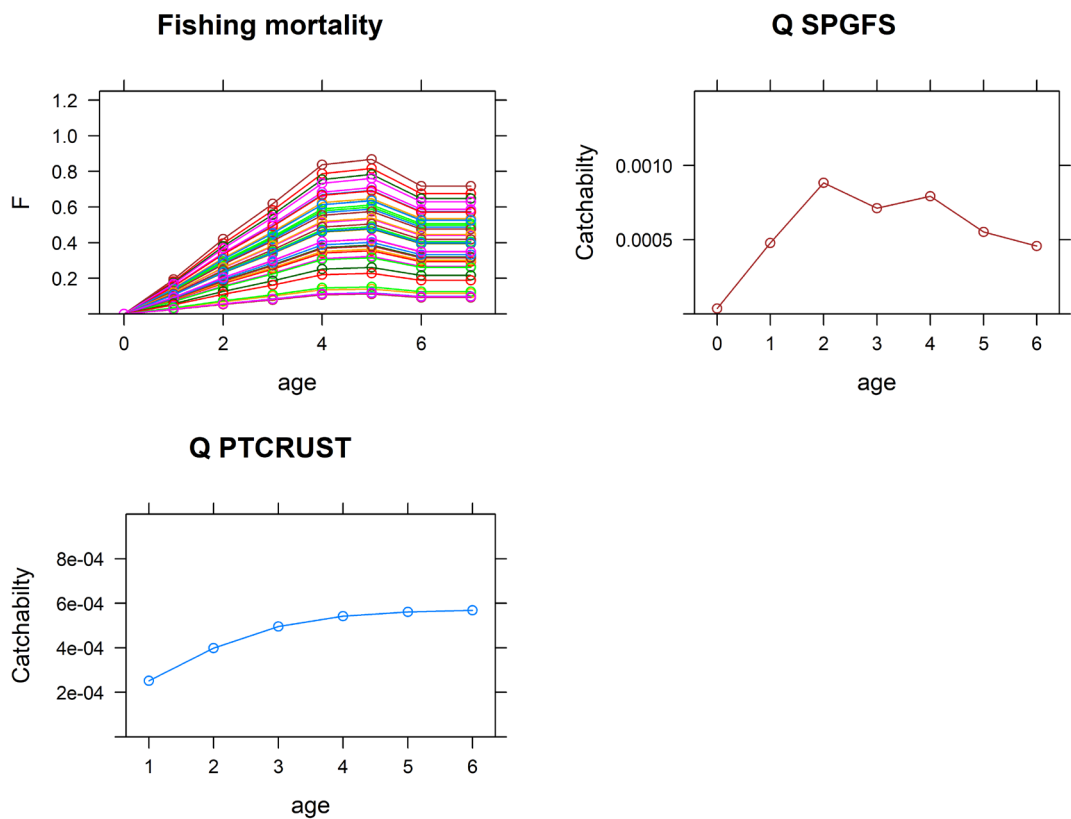 Fishing mortality
F
1.2
1.0
0.8
0.6
0.4
0.2
0 2 4 6
age
Q SPGFS
Catchabilty
0.0010
0.0005
0 1 2 3 4 5 6
age
Q PTCRUST
Catchabilty
8e-04
6e-04
4e-04
2e-04
1 2 3 4 5 6
age